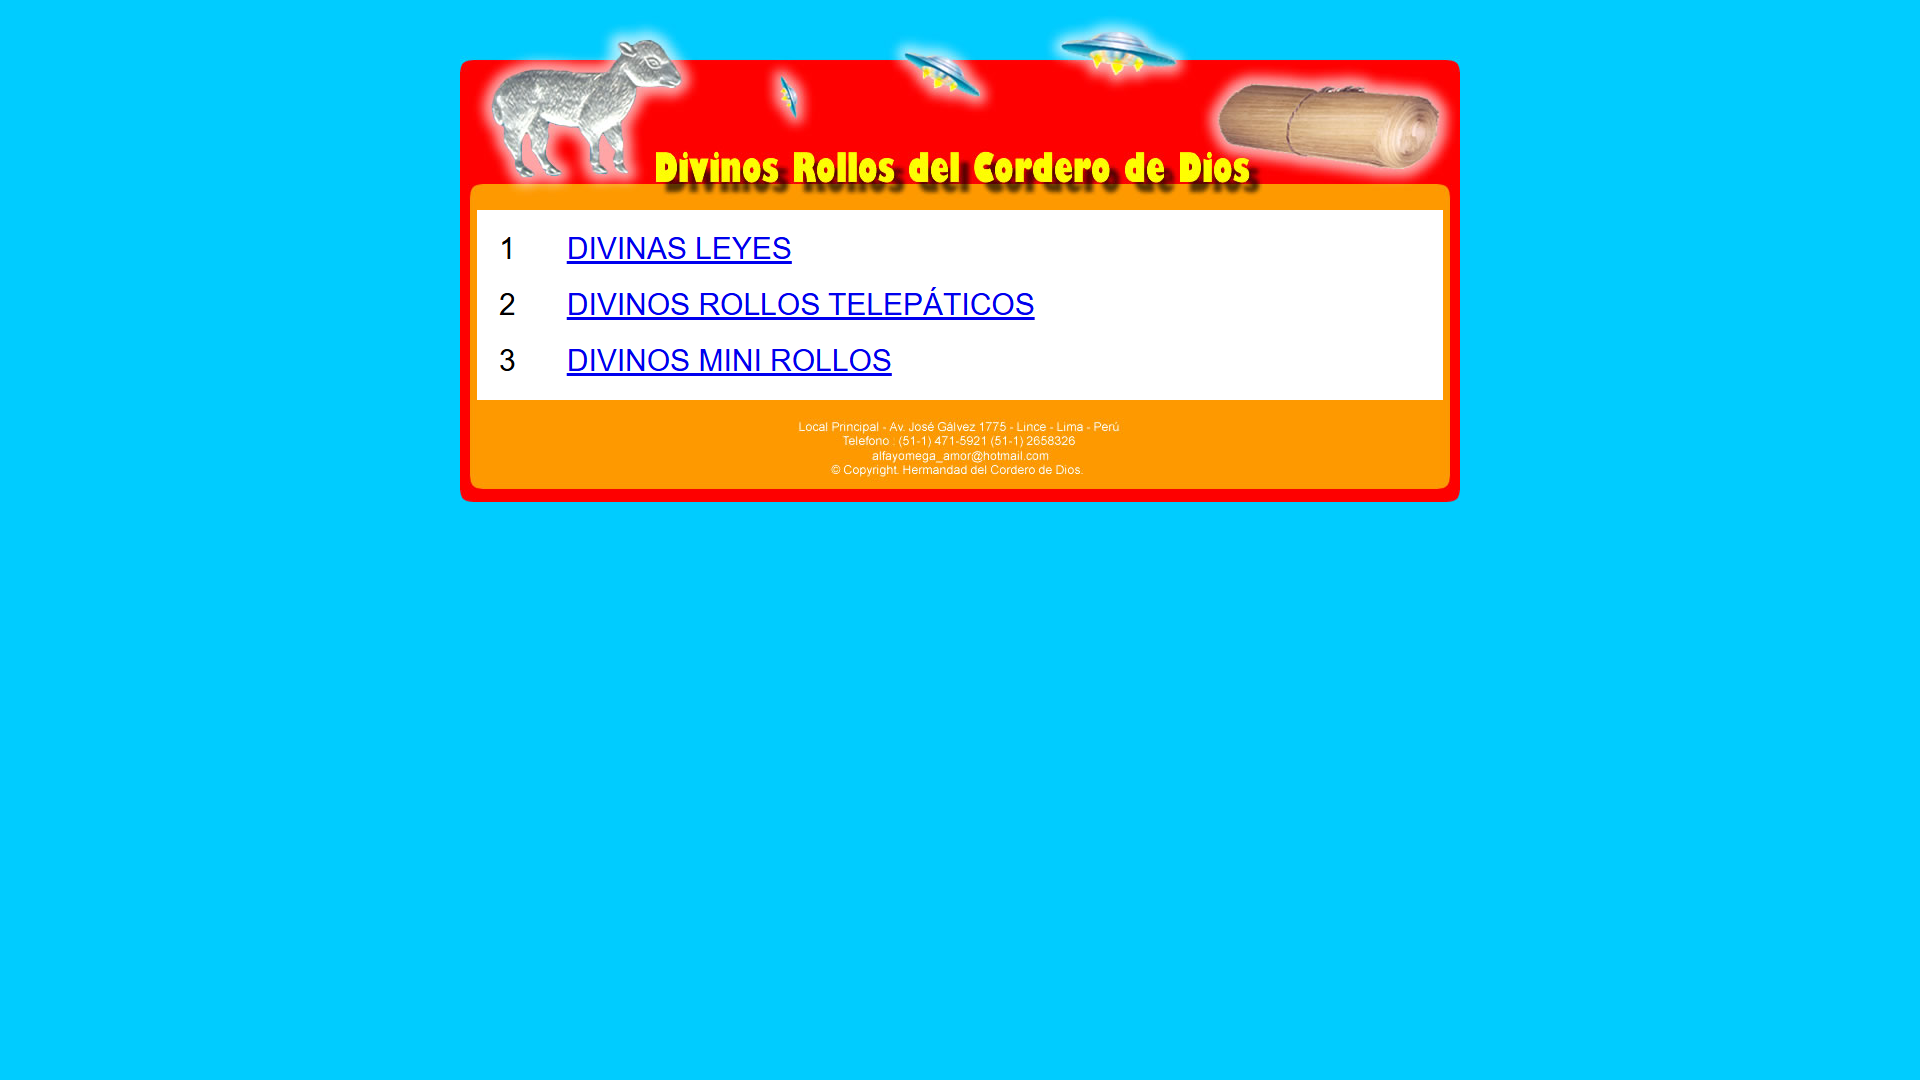 Divinos Rollos del Cordero de Dios
1 DIVINAS LEYES
2 DIVINOS ROLLOS TELEPÁTICOS
3 DIVINOS MINI ROLLOS
Local Principal - Av. José Gálvez 1775 - Lince - Lima - Perú
Telefono : (51-1) 471-5921 (51-1) 2658326
alfayomega_amor@hotmail.com
© Copyright. Hermandad del Cordero de Dios.